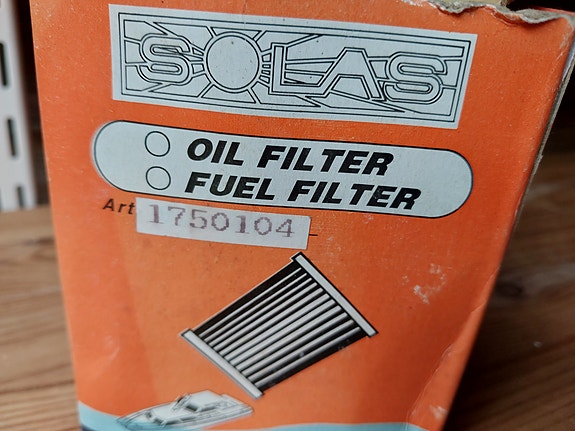 SOLAS
OIL FILTER
FUEL FILTER
Art. 1750104